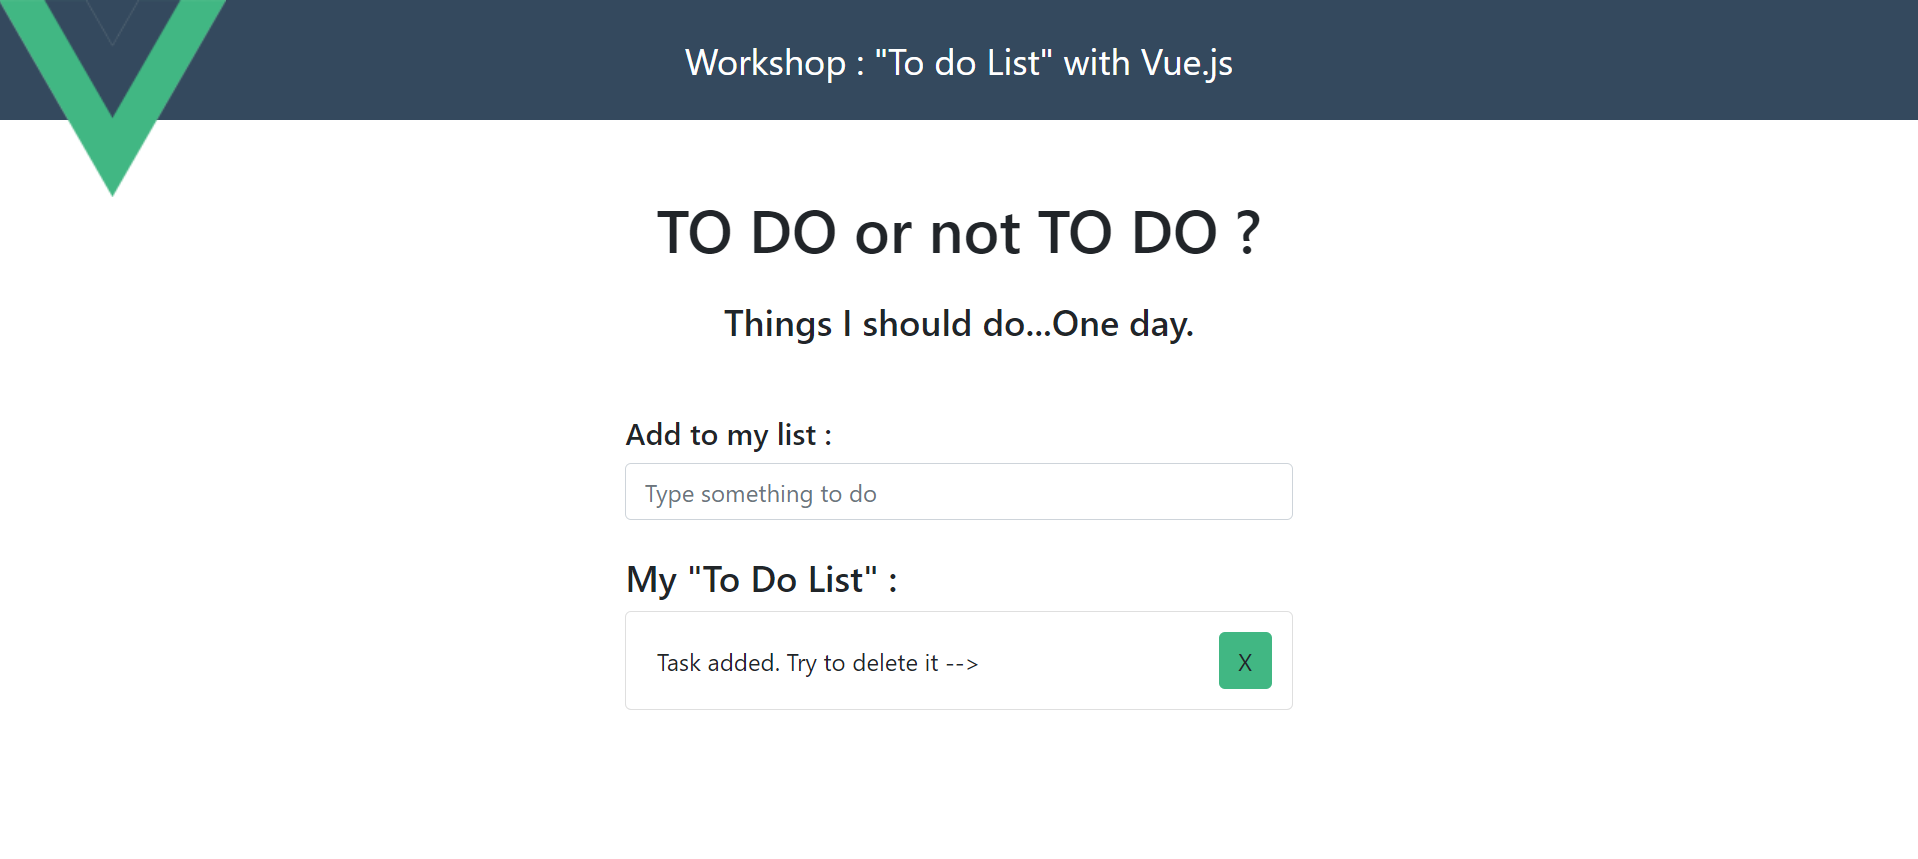 Workshop : "To do List" with Vue.js
TO DO or not TO DO ?
Things I should do...One day.
Add to my list :
Type something to do
My "To Do List" :
Task added. Try to delete it -->
X